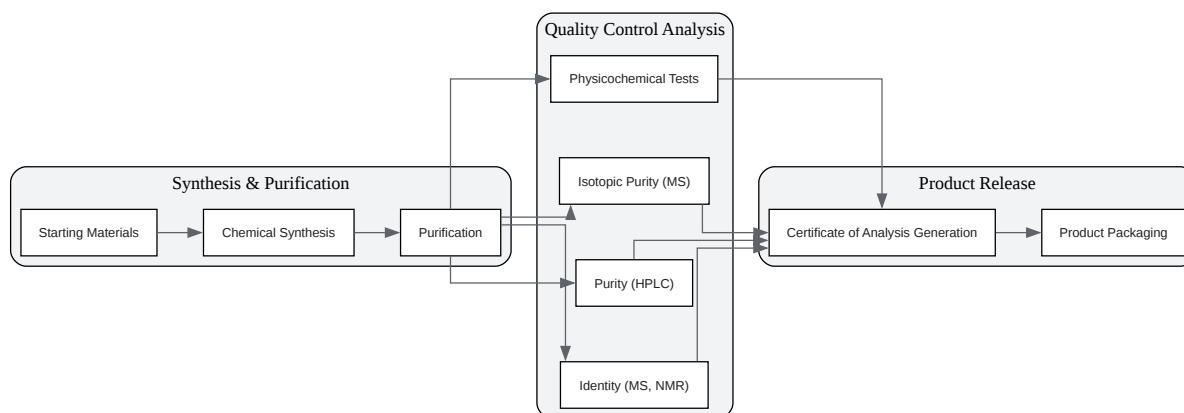 Quality Control Analysis
Physicochemical Tests
Isotopic Purity (MS)
Purity (HPLC)
Identity (MS, NMR)
Synthesis & Purification
Starting Materials
Chemical Synthesis
Purification
Product Release
Certificate of Analysis Generation
Product Packaging